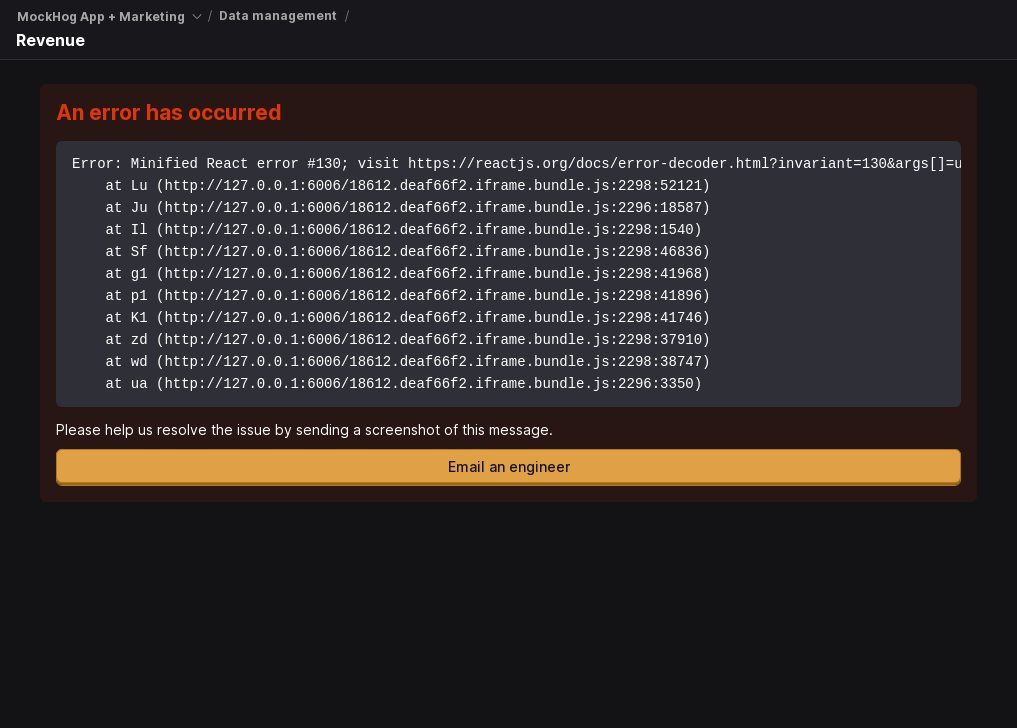 MockHog App + Marketing / Data management /
Revenue
An error has occurred
Error: Minified React error #130; visit https://reactjs.org/docs/error-decoder.html?invariant=130&args[]=u
at Lu (http://127.0.0.1:6006/18612.deaf66f2.iframe.bundle.js:2298:52121)
at Ju (http://127.0.0.1:6006/18612.deaf66f2.iframe.bundle.js:2296:18587)
at Il (http://127.0.0.1:6006/18612.deaf66f2.iframe.bundle.js:2298:1540)
at Sf (http://127.0.0.1:6006/18612.deaf66f2.iframe.bundle.js:2298:46836)
at g1 (http://127.0.0.1:6006/18612.deaf66f2.iframe.bundle.js:2298:41968)
at p1 (http://127.0.0.1:6006/18612.deaf66f2.iframe.bundle.js:2298:41896)
at K1 (http://127.0.0.1:6006/18612.deaf66f2.iframe.bundle.js:2298:41746)
at zd (http://127.0.0.1:6006/18612.deaf66f2.iframe.bundle.js:2298:37910)
at wd (http://127.0.0.1:6006/18612.deaf66f2.iframe.bundle.js:2298:38747)
at ua (http://127.0.0.1:6006/18612.deaf66f2.iframe.bundle.js:2296:3350)
Please help us resolve the issue by sending a screenshot of this message.
Email an engineer